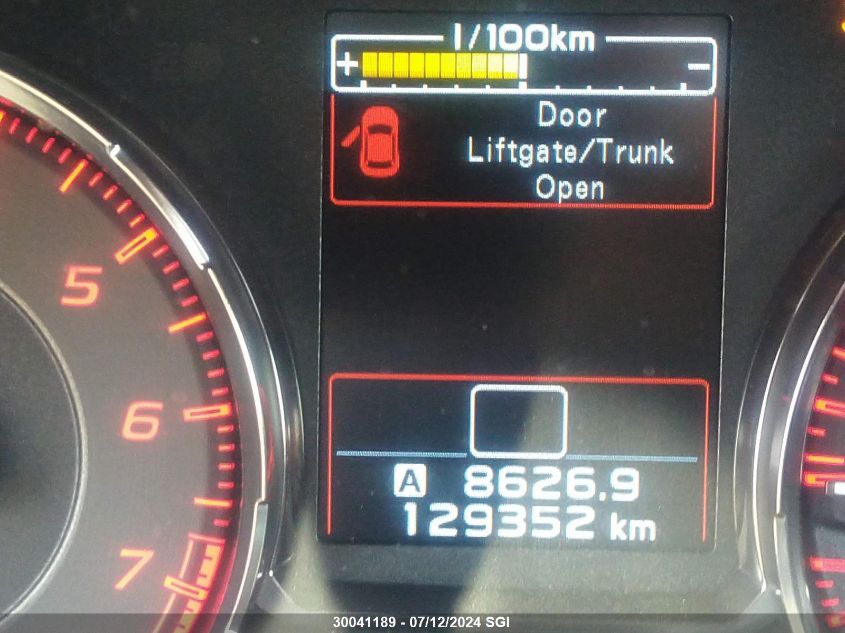 l/100km
+ -
Door
Liftgate/Trunk
Open
5
6
7
A 8626.9
129352 km
30041189 - 07/12/2024 SGI